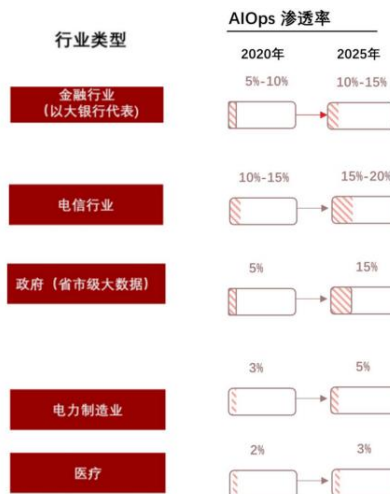 行业类型
AIOps 渗透率
2020年
2025年
金融行业
(以大银行代表)
5%-10%
10%-15%
电信行业
10%-15%
15%-20%
政府（省市级大数据）
5%
15%
电力制造业
3%
5%
医疗
2%
3%